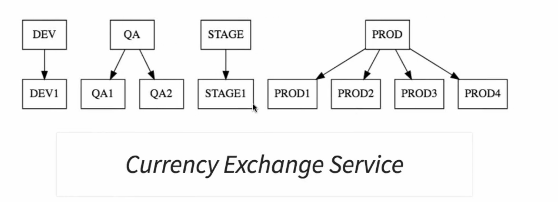 DEV QA STAGE PROD
DEV1 QA1 QA2 STAGE1 PROD1 PROD2 PROD3 PROD4
Currency Exchange Service